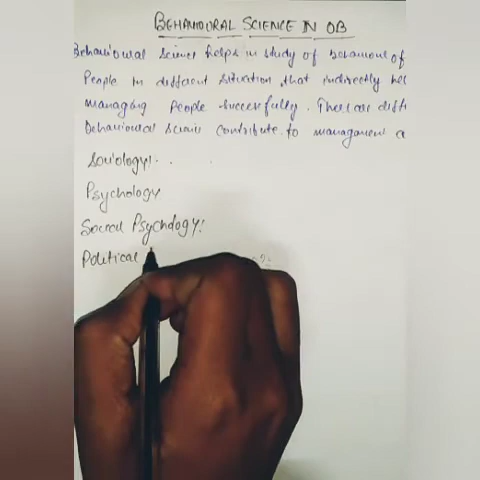 BEHAVIOURAL SCIENCE IN OB
Behavioural science helps in study of behaviour of
People in different situation, that indirectly hel
managing People successfully. There are diff
Behavioural science contribute to management a
Sociology:
Psychology
Social Psychology:
Political